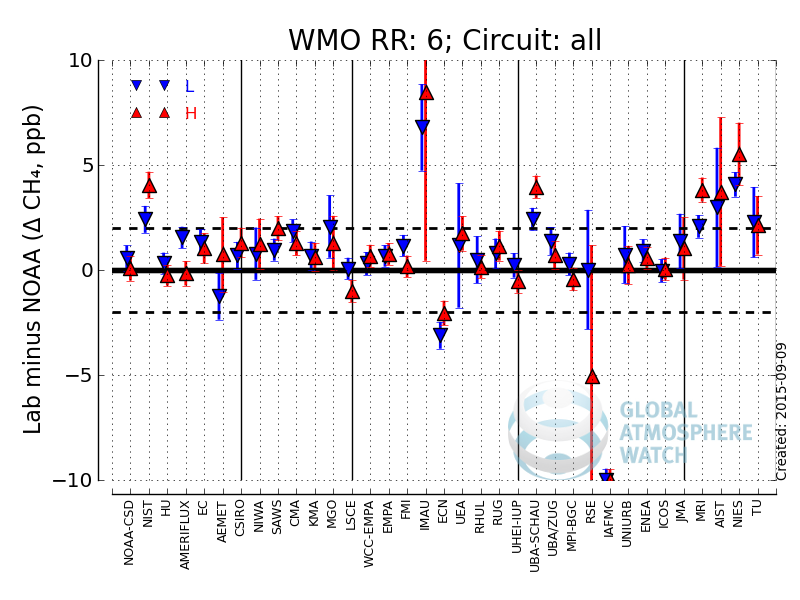 WMO RR: 6; Circuit: all
Lab minus NOAA (Δ CH₄, ppb)
10
5
0
−5
−10
L
H
GLOBAL
ATMOSPHERE
WATCH
Created: 2015-09-09
NOAA-CSD
NIST
HU
AMERIFLUX
EC
AEMET
CSIRO
NIWA
SAWS
CMA
KMA
MGO
LSCE
WCC-EMPA
EMPA
FMI
IMAU
ECN
UEA
RHUL
RUG
UHEI-IUP
UBA-SCHAU
UBA/ZUG
MPI-BGC
RSE
IAFMC
UNIURB
ENEA
ICOS
JMA
MRI
AIST
NIES
TU